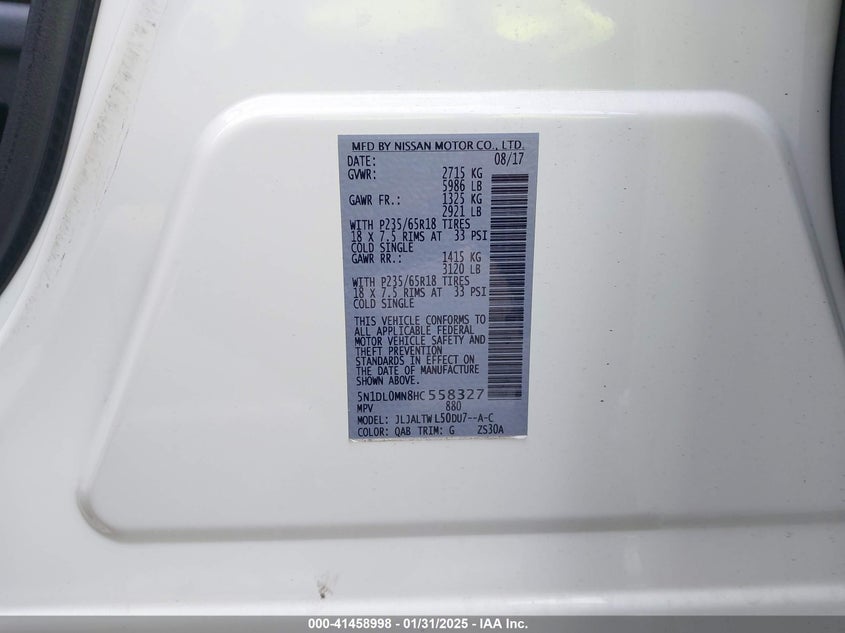 MFD BY NISSAN MOTOR CO., LTD.
DATE: 08/17
GVWR: 2715 KG
5986 LB
GAWR FR.: 1325 KG
2921 LB
WITH P235/65R18 TIRES
18 X 7.5 RIMS AT 33 PSI
COLD SINGLE
GAWR RR.: 1415 KG
3120 LB
WITH P235/65R18 TIRES
18 X 7.5 RIMS AT 33 PSI
COLD SINGLE
THIS VEHICLE CONFORMS TO
ALL APPLICABLE FEDERAL
MOTOR VEHICLE SAFETY AND
THEFT PREVENTION
STANDARDS IN EFFECT ON
THE DATE OF MANUFACTURE
SHOWN ABOVE.
5N1DL0MN8HC558327
MPV 880
MODEL: JL3ALTWL50DU7--A-C
COLOR: QAB TRIM: G ZS30A
000-41458998 - 01/31/2025 - IAA Inc.